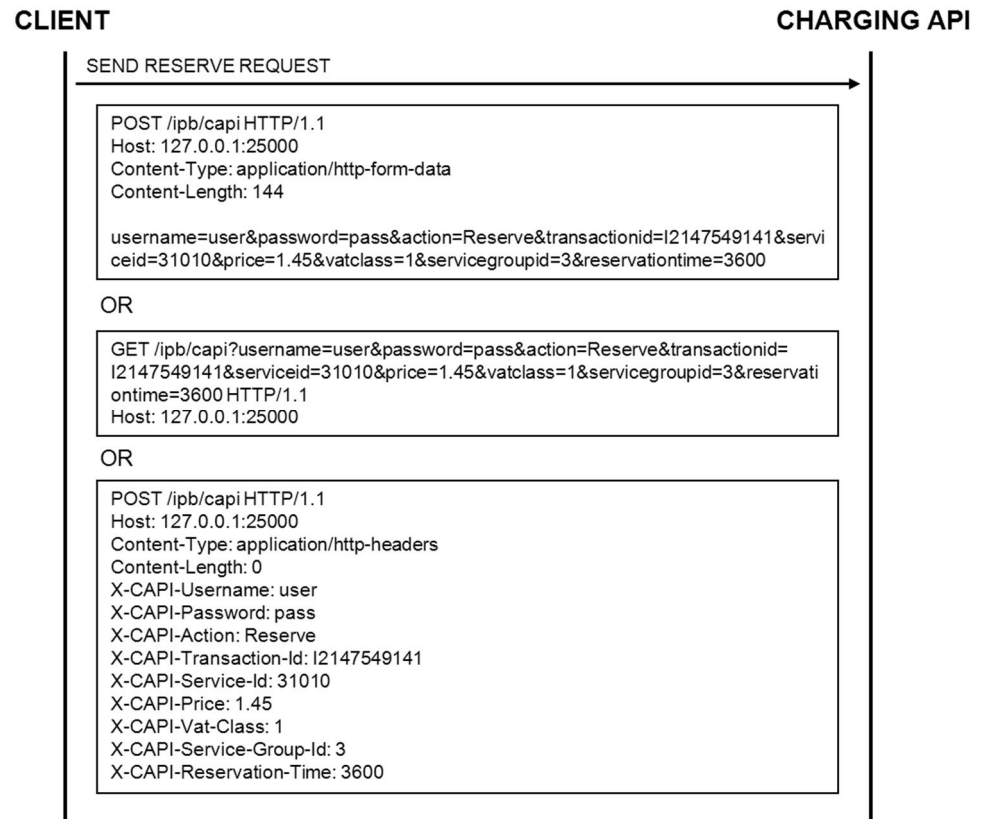 CLIENT CHARGING API
SEND RESERVE REQUEST
POST /ipb/capi HTTP/1.1
Host: 127.0.0.1:25000
Content-Type: application/http-form-data
Content-Length: 144
username=user&password=pass&action=Reserve&transactionid=I2147549141&servi
ceid=31010&price=1.45&vatclass=1&servicegroupid=3&reservationtime=3600
OR
GET /ipb/capi?username=user&password=pass&action=Reserve&transactionid=
I2147549141&serviceid=31010&price=1.45&vatclass=1&servicegroupid=3&reservati
ontime=3600 HTTP/1.1
Host: 127.0.0.1:25000
OR
POST /ipb/capi HTTP/1.1
Host: 127.0.0.1:25000
Content-Type: application/http-headers
Content-Length: 0
X-CAPI-Username: user
X-CAPI-Password: pass
X-CAPI-Action: Reserve
X-CAPI-Transaction-Id: I2147549141
X-CAPI-Service-Id: 31010
X-CAPI-Price: 1.45
X-CAPI-Vat-Class: 1
X-CAPI-Service-Group-Id: 3
X-CAPI-Reservation-Time: 3600